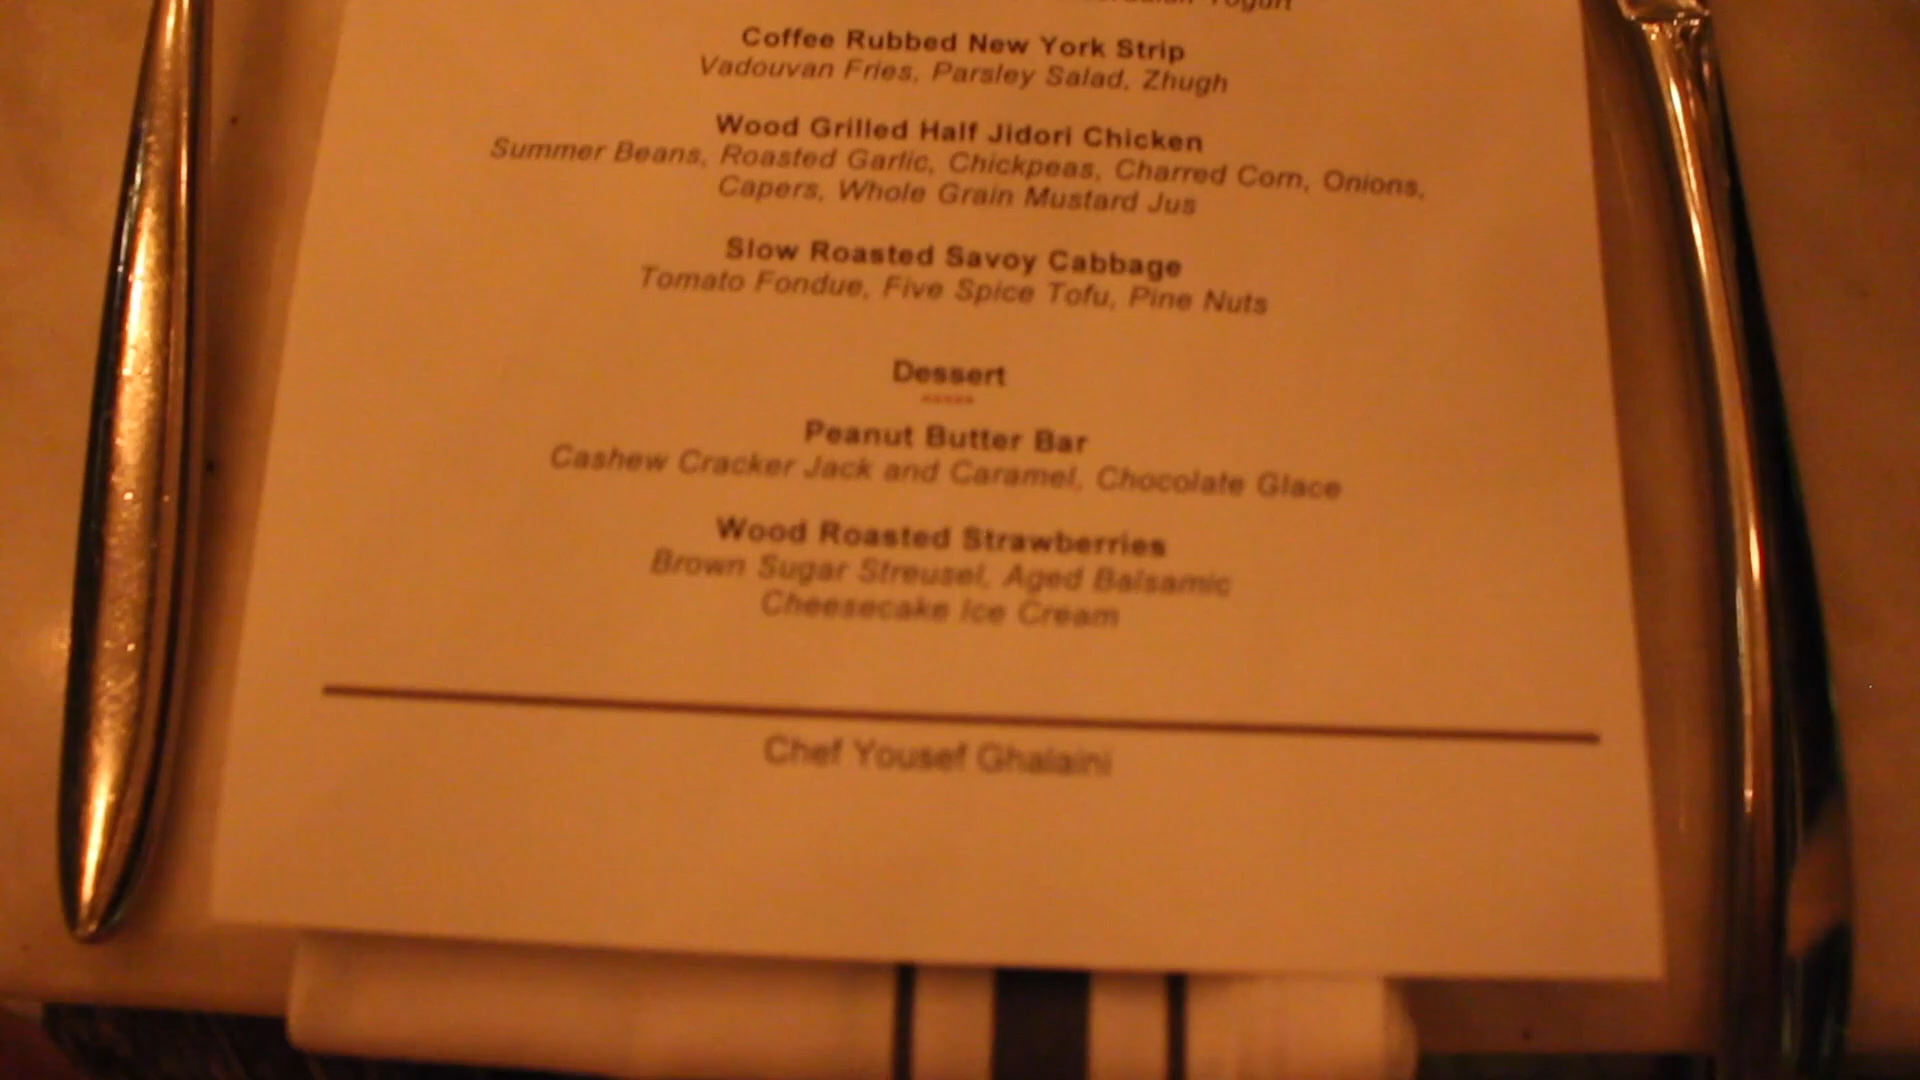 Yogurt
Coffee Rubbed New York Strip
Vadouvan Fries, Parsley Salad, Zhugh
Wood Grilled Half Jidori Chicken
Summer Beans, Roasted Garlic, Chickpeas, Charred Corn, Onions,
Capers, Whole Grain Mustard Jus
Slow Roasted Savoy Cabbage
Tomato Fondue, Five Spice Tofu, Pine Nuts
Dessert
Peanut Butter Bar
Cashew Cracker Jack and Caramel, Chocolate Glace
Wood Roasted Strawberries
Brown Sugar Streusel, Aged Balsamic
Cheesecake Ice Cream
Chef Yousef Ghalaini